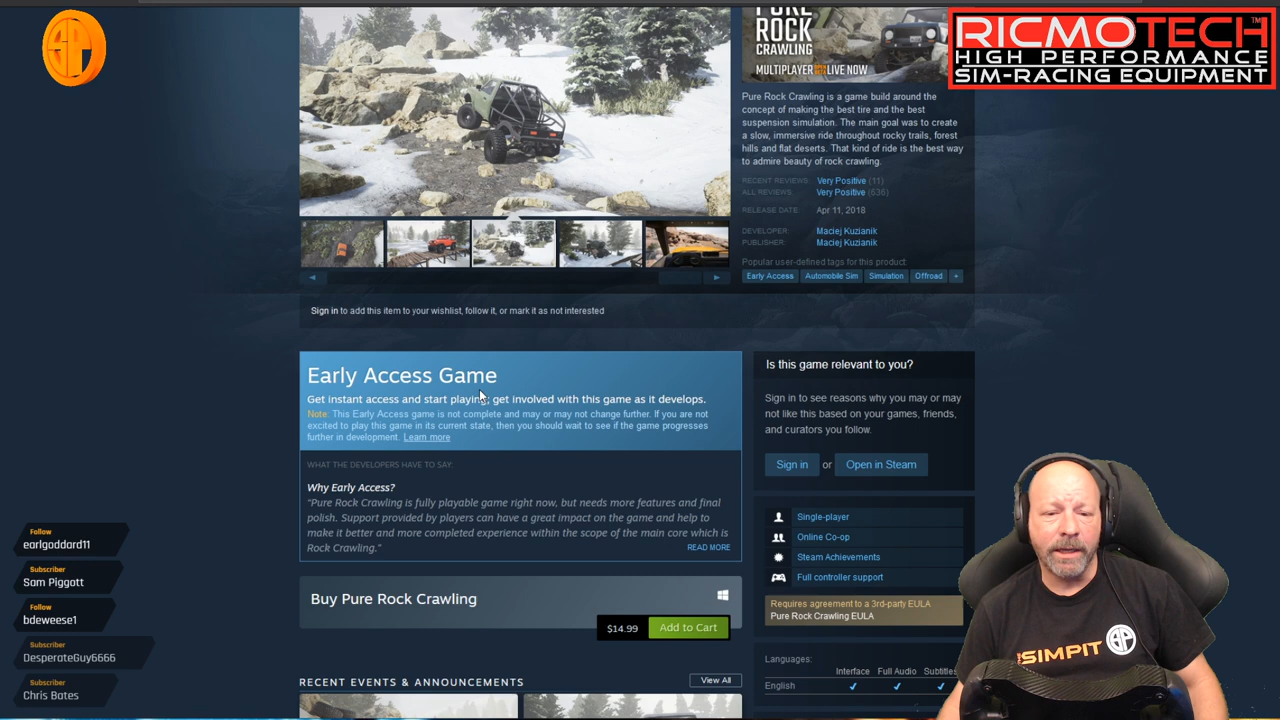 PURE
ROCK
CRAWLING
MULTIPLAYER LIVE NOW
RICMOTECH™
HIGH PERFORMANCE
SIM-RACING EQUIPMENT
Pure Rock Crawling is a game build around the
concept of making the best tire and the best
suspension simulation. The main goal was to create
a slow, immersive ride throughout rocky trails, forest
hills and flat deserts. That kind of ride is the best way
to admire beauty of rock crawling.
RECENT REVIEWS: Very Positive (11)
ALL REVIEWS: Very Positive (636)
RELEASE DATE: Apr 11, 2018
DEVELOPER: Maciej Kuzianik
PUBLISHER: Maciej Kuzianik
Popular user-defined tags for this product:
Early Access Automobile Sim Simulation Offroad +
Sign in to add this item to your wishlist, follow it, or mark it as not interested
Early Access Game
Get instant access and start playing; get involved with this game as it develops.
Note: This Early Access game is not complete and may or may not change further. If you are
not excited to play this game in its current state, then you should wait to see if the game progresses
further in development. Learn more
WHAT THE DEVELOPERS HAVE TO SAY:
Why Early Access?
"Pure Rock Crawling is fully playable game right now, but needs more features and final
polish. Support provided by players can have a great impact on the game and help to
make it better and more completed experience within the scope of the main core which is
Rock Crawling."
READ MORE
Is this game relevant to you?
Sign in to see reasons why you may or may
not like this based on your games, friends,
and curators you follow.
Sign in or Open in Steam
Single-player
Online Co-op
Steam Achievements
Full controller support
Requires agreement to a 3rd-party EULA
Pure Rock Crawling EULA
Buy Pure Rock Crawling
$14.99 Add to Cart
Languages:
Interface Full Audio Subtitles
English ✔ ✔ ✔
RECENT EVENTS & ANNOUNCEMENTS
View All
Follow
earlgoddard11
Subscriber
Sam Piggott
Follow
bdeweese1
Subscriber
DesperateGuy6666
Subscriber
Chris Bates
THE SIMPIT